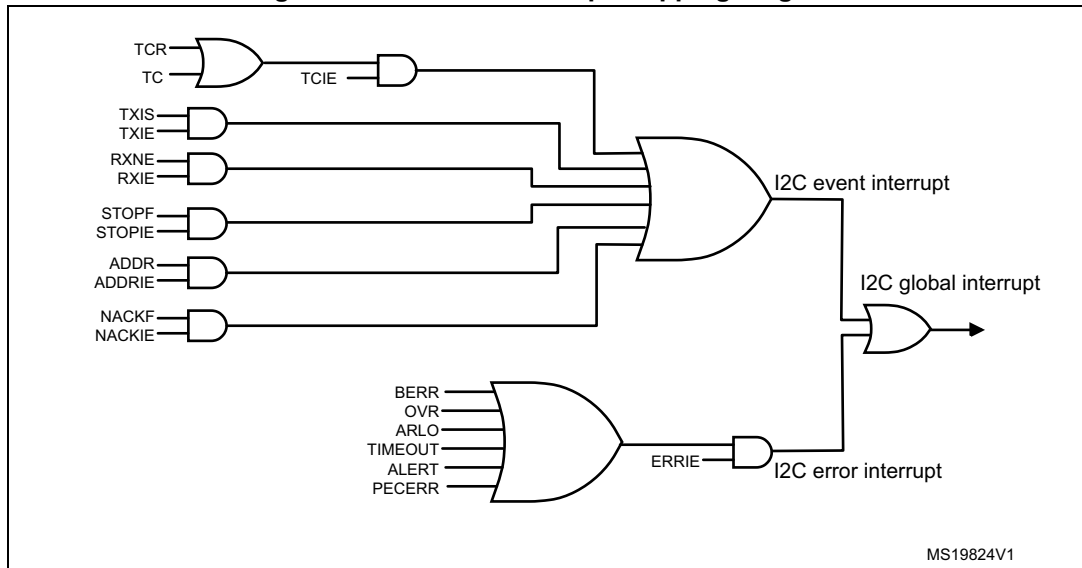 TCR
TC
TCIE
TXIS
TXIE
RXNE
RXIE
STOPF
STOPIE
ADDR
ADDRIE
NACKF
NACKIE
I2C event interrupt
I2C global interrupt
BERR
OVR
ARLO
TIMEOUT
ALERT
PECERR
ERRIE
I2C error interrupt
MS19824V1